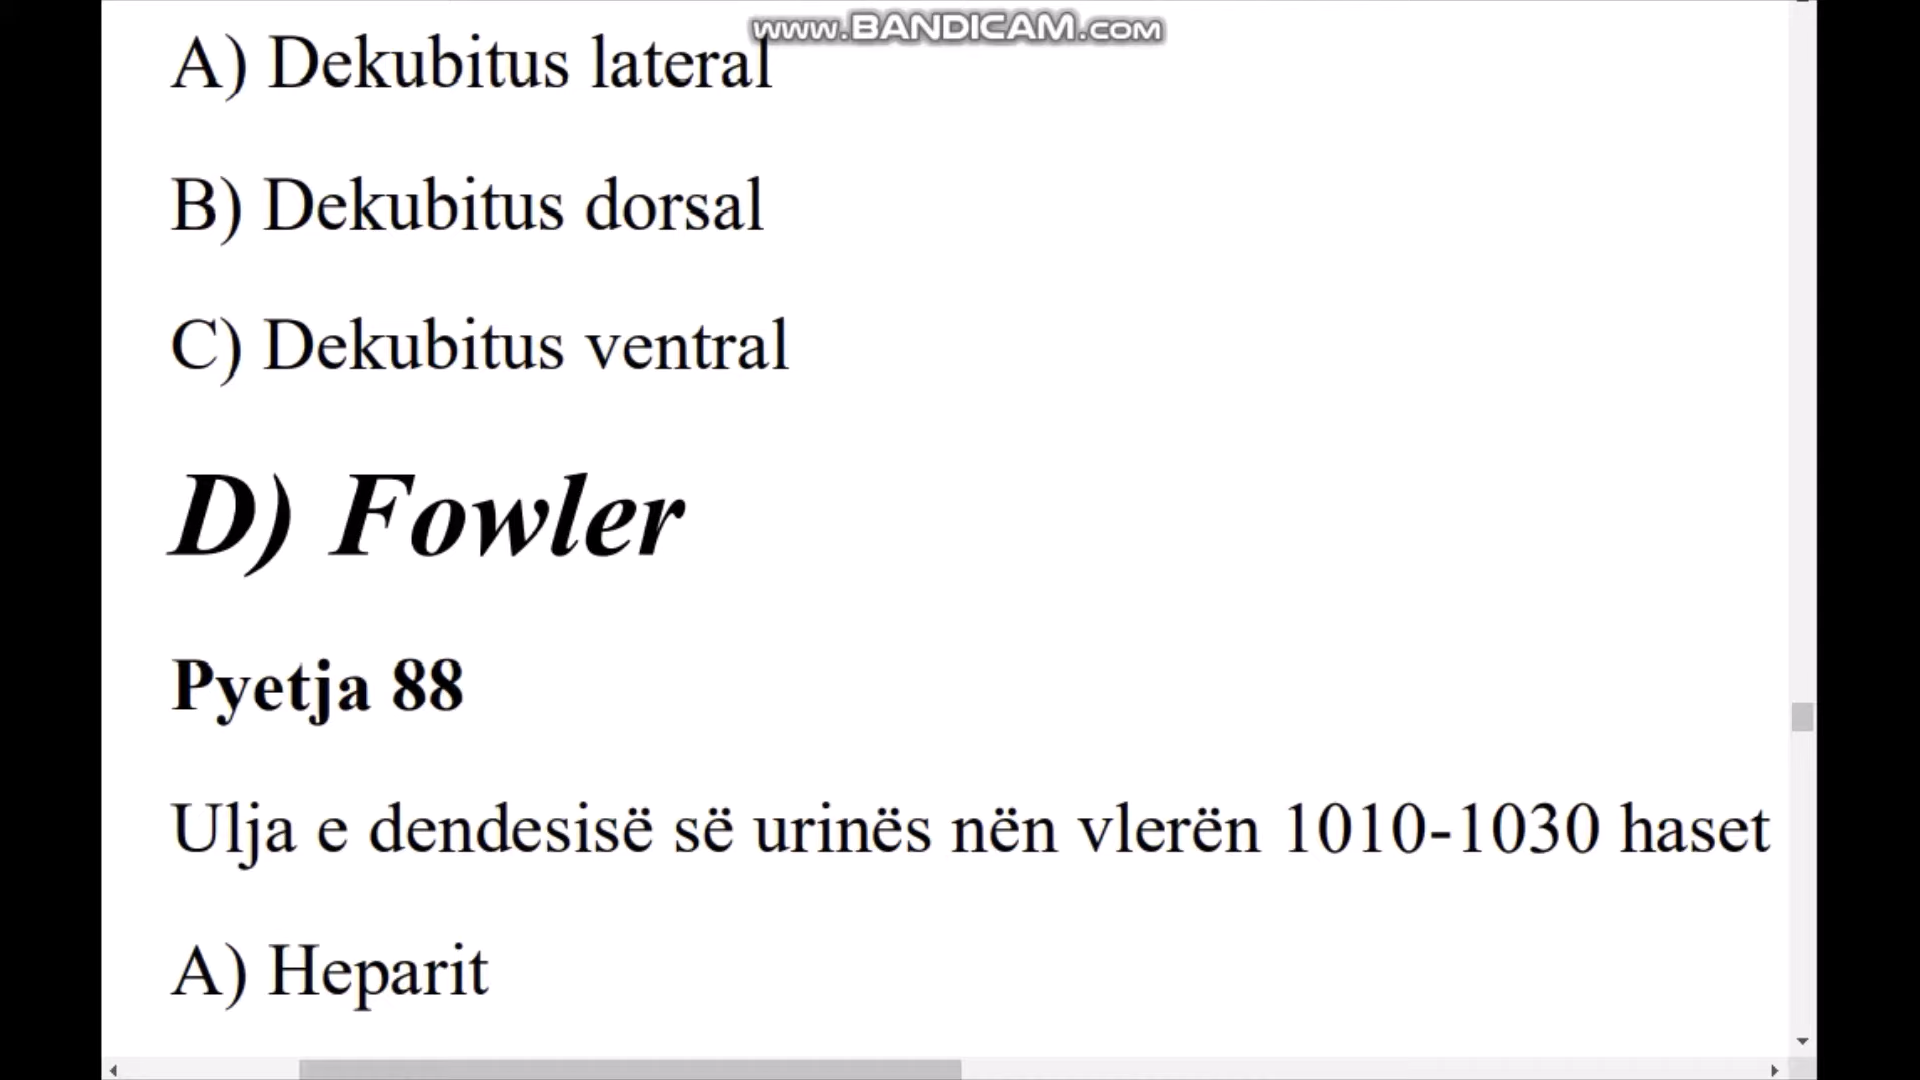 www.BANDICAM.com
A) Dekubitus lateral
B) Dekubitus dorsal
C) Dekubitus ventral
D) Fowler
Pyetja 88
Ulja e dendesisë së urinës nën vlerën 1010-1030 haset
A) Heparit